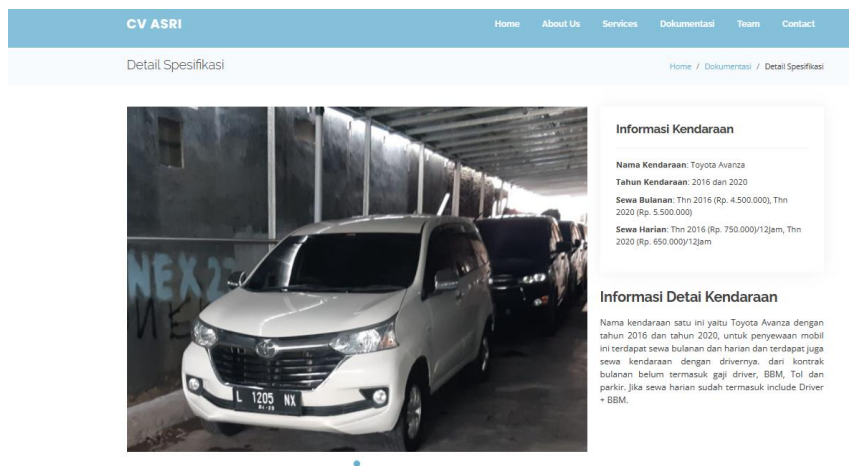 CV ASRI
Home About Us Services Dokumentasi Team Contact
Detail Spesifikasi
Home / Dokumentasi / Detail Spesifikasi
NEX22
L 1205 NX
Informasi Kendaraan
Nama Kendaraan: Toyota Avanza
Tahun Kendaraan: 2016 dan 2020
Sewa Bulanan: Thn 2016 (Rp. 4.500.000), Thn
2020 (Rp. 5.500.000)
Sewa Harian: Thn 2016 (Rp. 750.000)/12Jam, Thn
2020 (Rp. 650.000)/12Jam
Informasi Detai Kendaraan
Nama kendaraan satu ini yaitu Toyota Avanza dengan
tahun 2016 dan tahun 2020, untuk penyewaan mobil
ini terdapat sewa bulanan dan harian dan terdapat juga
sewa kendaraan dengan drivernya. dari kontrak
bulanan belum termasuk gaji driver, BBM, Tol dan
parkir. Jika sewa harian sudah termasuk include Driver
+ BBM.